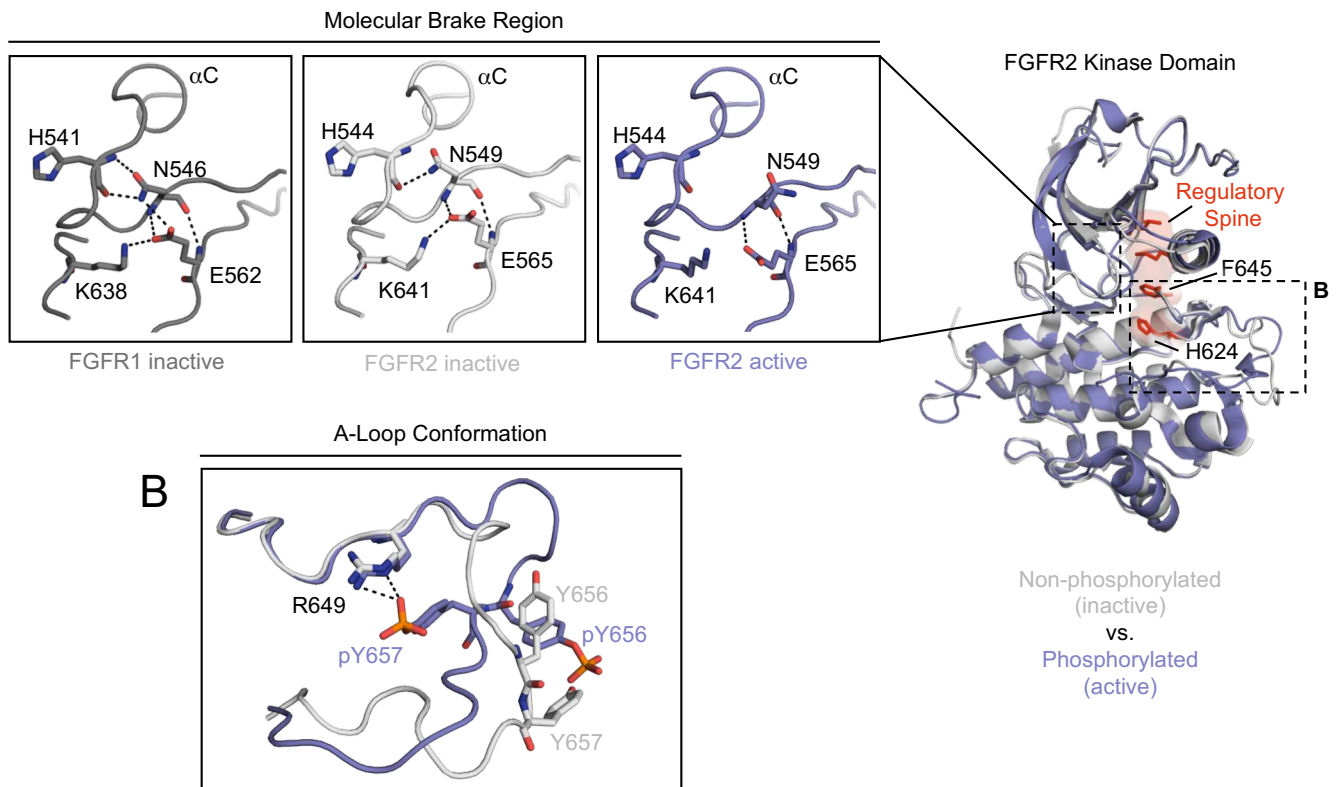 Molecular Brake Region
αC
H541
N546
K638
E562
FGFR1 inactive
αC
H544
N549
K641
E565
FGFR2 inactive
αC
H544
N549
K641
E565
FGFR2 active
FGFR2 Kinase Domain
Regulatory
Spine
F645
B
H624
Non-phosphorylated
(inactive)
vs.
Phosphorylated
(active)
A-Loop Conformation
B
R649
Y656
pY656
pY657
Y657